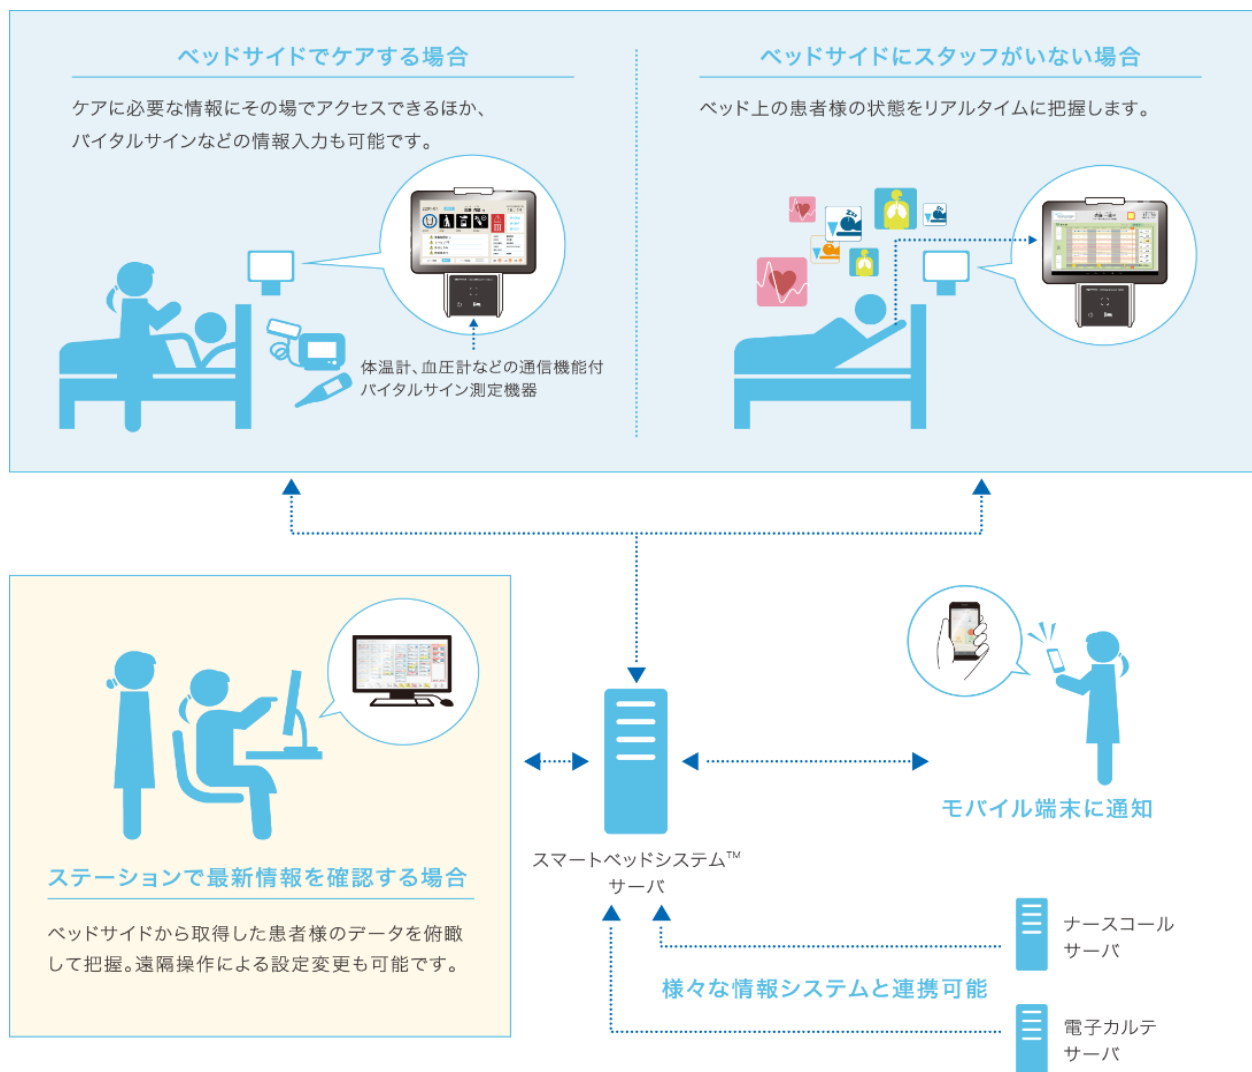 ベッドサイドでケアする場合
ケアに必要な情報にその場でアクセスできるほか、
バイタルサインなどの情報入力も可能です。
体温計、血圧計などの通信機能付
バイタルサイン測定機器
ベッドサイドにスタッフがいない場合
ベッド上の患者様の状態をリアルタイムに把握します。
ステーションで最新情報を確認する場合
ベッドサイドから取得した患者様のデータを俯瞰
して把握。遠隔操作による設定変更も可能です。
スマートベッドシステム™
サーバ
モバイル端末に通知
ナースコール
サーバ
様々な情報システムと連携可能
電子カルテ
サーバ